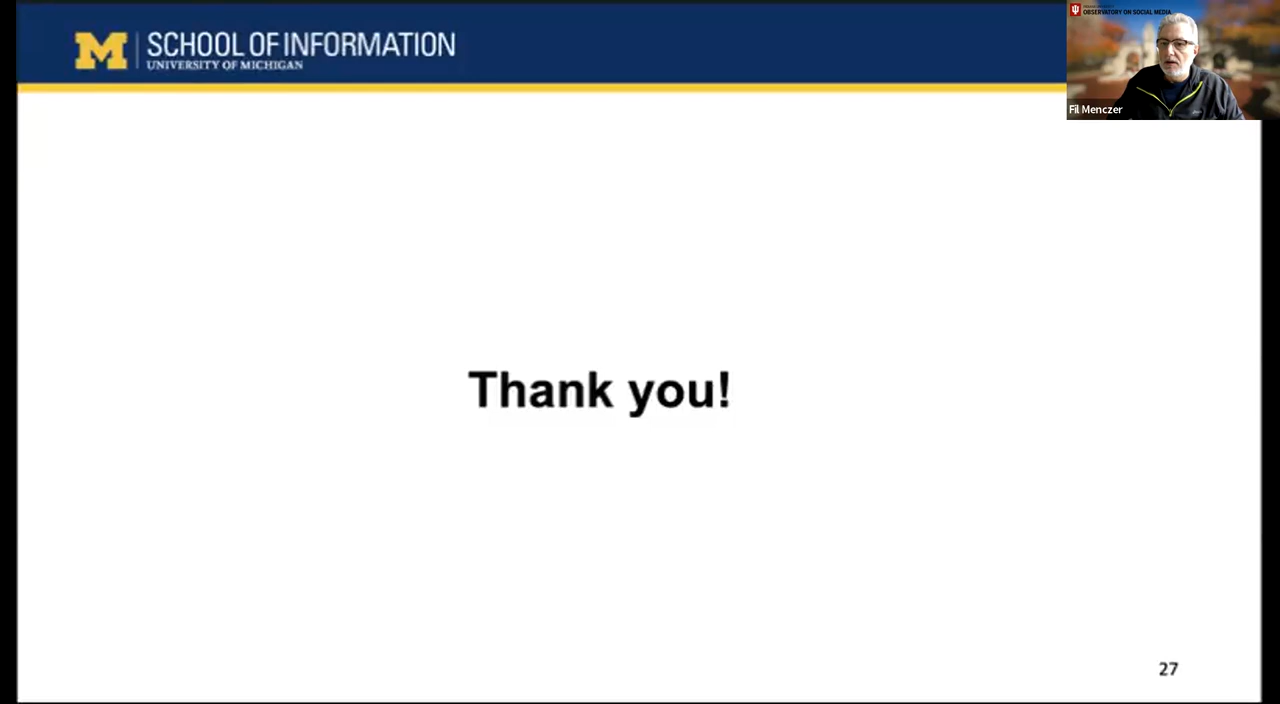 M
SCHOOL OF INFORMATION
UNIVERSITY OF MICHIGAN
OBSERVATORY ON SOCIAL MEDIA
Fil Menczer
Thank you!
27